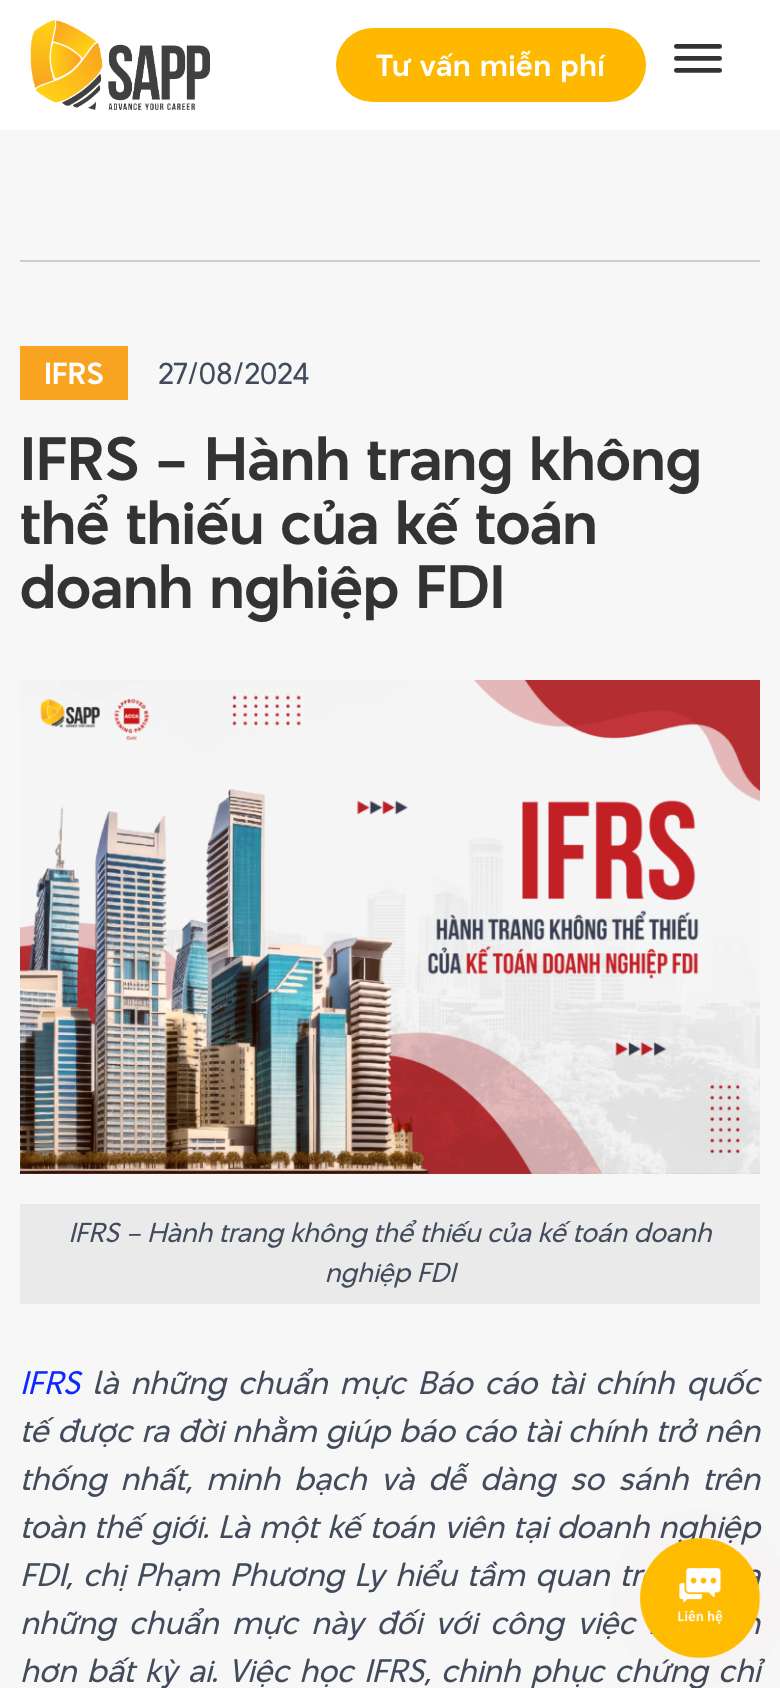 SAPP
ADVANCE YOUR CAREER
Tư vấn miễn phí
IFRS
27/08/2024
IFRS – Hành trang không
thể thiếu của kế toán
doanh nghiệp FDI
SAPP
ACCA
IFRS
HÀNH TRANG KHÔNG THỂ THIẾU
CỦA KẾ TOÁN DOANH NGHIỆP FDI
IFRS – Hành trang không thể thiếu của kế toán doanh
nghiệp FDI
IFRS là những chuẩn mực Báo cáo tài chính quốc
tế được ra đời nhằm giúp báo cáo tài chính trở nên
thống nhất, minh bạch và dễ dàng so sánh trên
toàn thế giới. Là một kế toán viên tại doanh nghiệp
FDI, chị Phạm Phương Ly hiểu tầm quan
những chuẩn mực này đối với công việc
hơn bất kỳ ai. Việc học IFRS, chinh phục chứng chỉ
Liên hệ